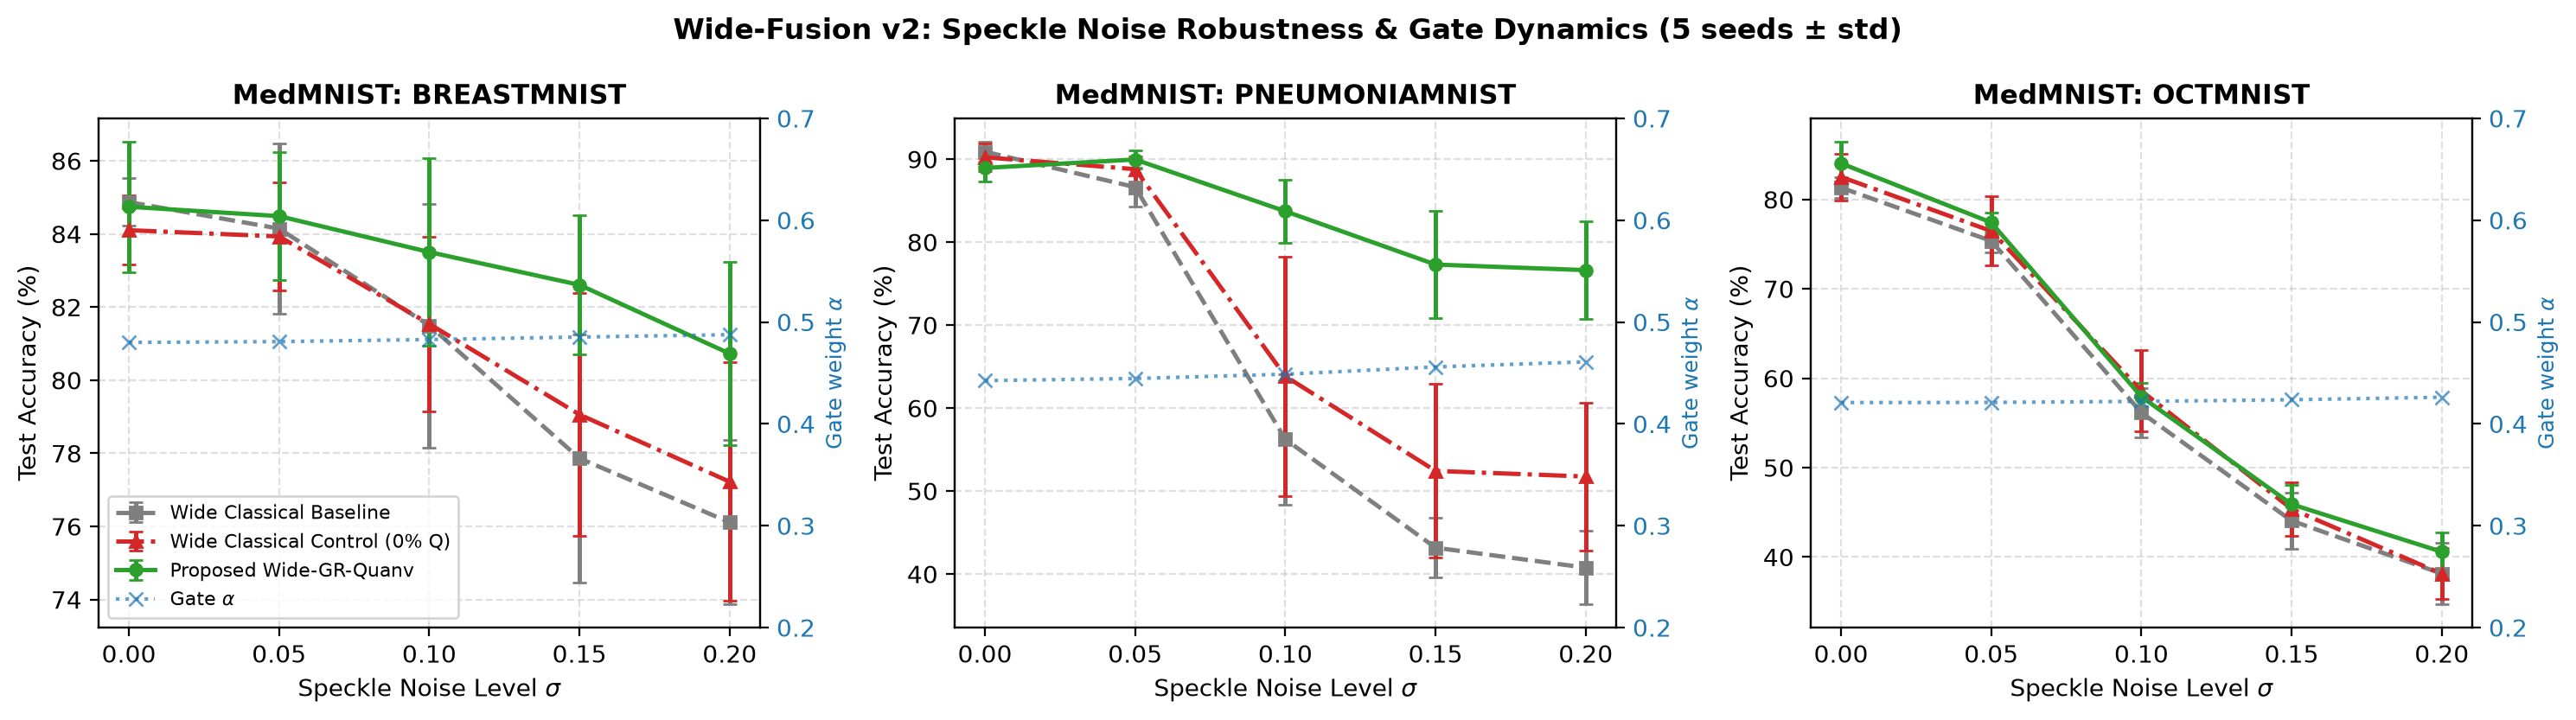 Wide-Fusion v2: Speckle Noise Robustness & Gate Dynamics (5 seeds ± std)
MedMNIST: BREASTMNIST
86
84
82
80
78
76
74
Test Accuracy (%)
0.7
0.6
0.5
0.4
0.3
0.2
Gate weight α
Wide Classical Baseline
Wide Classical Control (0% Q)
Proposed Wide-GR-Quanv
Gate α
0.00 0.05 0.10 0.15 0.20
Speckle Noise Level σ
MedMNIST: PNEUMONIAMNIST
90
80
70
60
50
40
Test Accuracy (%)
0.7
0.6
0.5
0.4
0.3
0.2
Gate weight α
0.00 0.05 0.10 0.15 0.20
Speckle Noise Level σ
MedMNIST: OCTMNIST
80
70
60
50
40
Test Accuracy (%)
0.7
0.6
0.5
0.4
0.3
0.2
Gate weight α
0.00 0.05 0.10 0.15 0.20
Speckle Noise Level σ